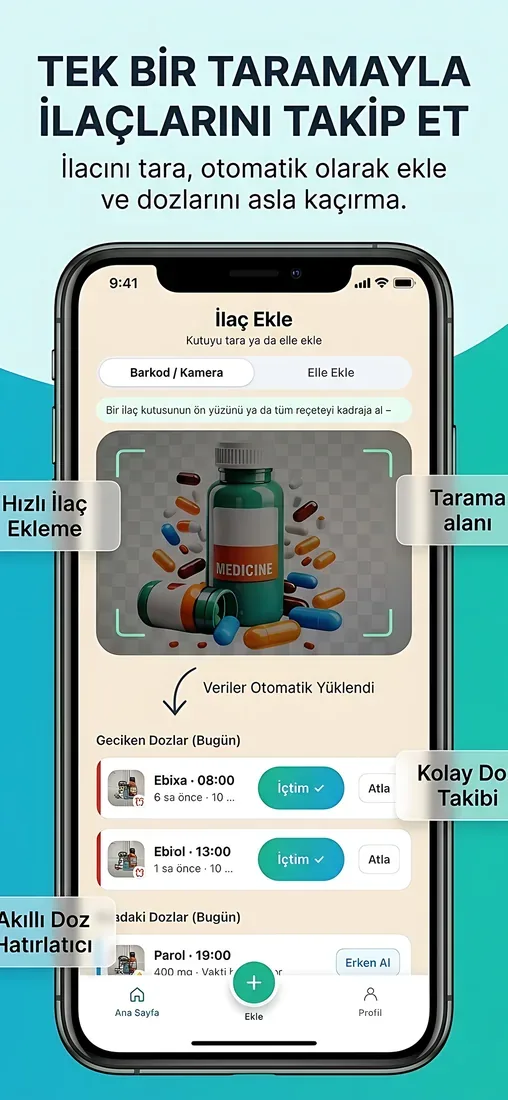 TEK BİR TARAMAYLA
İLAÇLARINI TAKİP ET
İlacını tara, otomatik olarak ekle
ve dozlarını asla kaçırma.
9:41
İlaç Ekle
Kutuyu tara ya da elle ekle
Barkod / Kamera
Elle Ekle
Bir ilaç kutusunun ön yüzünü ya da tüm reçeteyi kadraja al –
Hızlı İlaç
Ekleme
Tarama
alanı
MEDICINE
Veriler Otomatik Yüklendi
Geciken Dozlar (Bugün)
Ebixa · 08:00
6 sa önce · 10 ...
İçtim ✓
Atla
Kolay Do
Takibi
Ebiol · 13:00
1 sa önce · 10 ...
İçtim ✓
Atla
Akıllı Doz
Hatırlatıcı
adaki Dozlar (Bugün)
Parol · 19:00
400 mg · Vakti
Erken Al
Ana Sayfa
Ekle
Profil